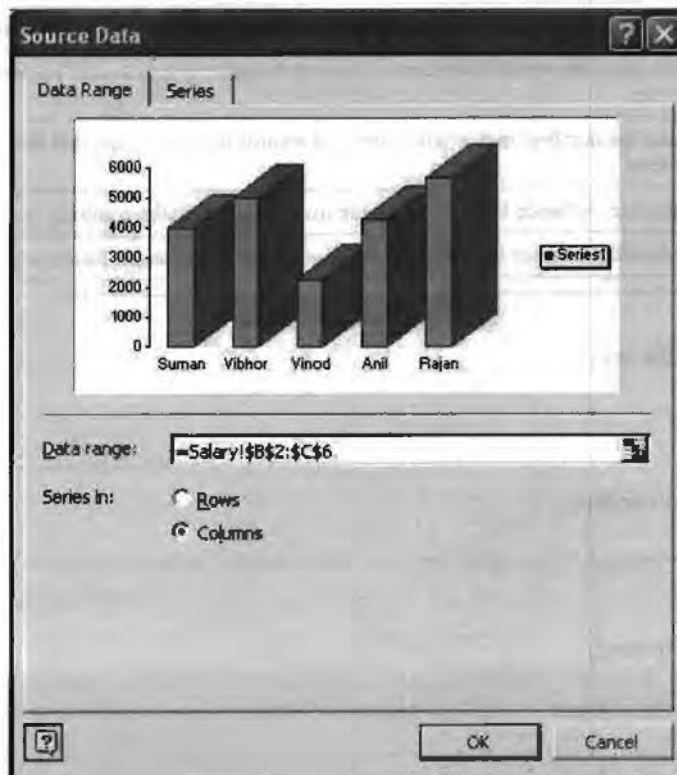 Source Data
Data Range Series
6000
5000
4000
3000
2000
1000
0
Suman Vibhor Vinod Anil Rajan
Series1
Data range: =Salary!$B$2:$C$6
Series in: Rows
Columns
OK Cancel